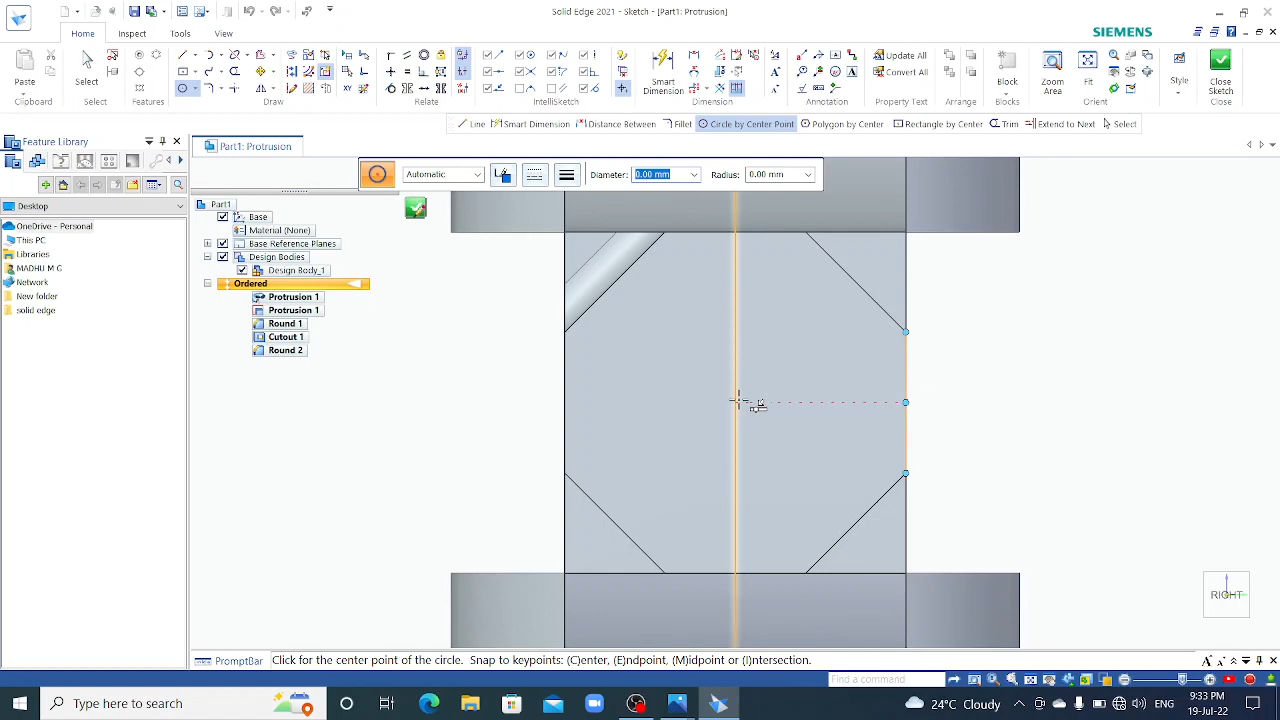 Solid Edge 2021 - Sketch - [Part1: Protrusion]
Home
Inspect
Tools
View
SIEMENS
Paste
Select
Smart
Dimension
Update All
Convert All
Block
Zoom
Area
Fit
Style
Close
Sketch
Clipboard
Select
Features
Draw
Relate
IntelliSketch
Dimension
Annotation
Property Text
Arrange
Blocks
Orient
Style
Close
Line
Smart Dimension
Distance Between
Fillet
Circle by Center Point
Polygon by Center
Rectangle by Center
Trim
Extend to Next
Select
Feature Library
Part1: Protrusion
Automatic
Diameter:
0.00 mm
Radius:
0.00 mm
Desktop
OneDrive - Personal
This PC
Libraries
MADHU M G
Network
New folder
solid edge
Part1
Base
Material (None)
Base Reference Planes
Design Bodies
Design Body_1
Ordered
Protrusion 1
Protrusion 1
Round 1
Cutout 1
Round 2
RIGHT
PromptBar
Click for the center point of the circle. Snap to keypoints: (C)enter, (E)ndpoint, (M)idpoint or (I)ntersection.
Find a command
Type here to search
24°C Cloudy
ENG
9:33 PM
19-Jul-22